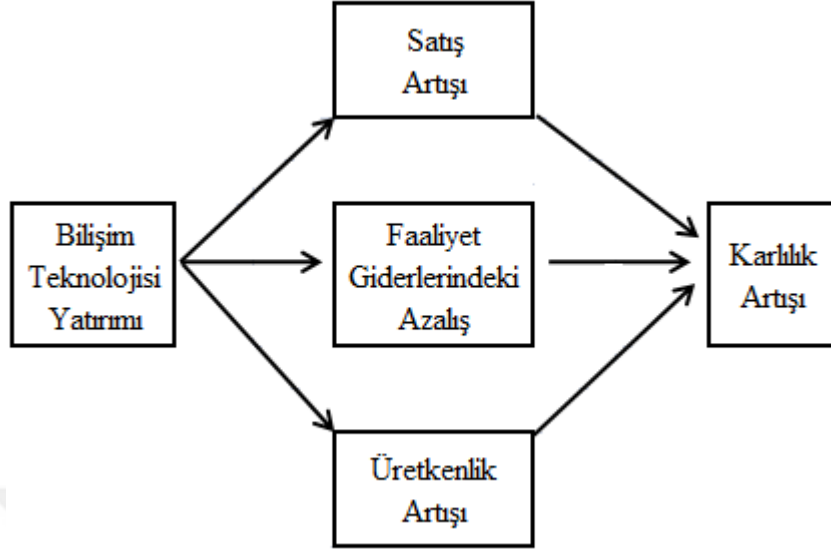 Satış
Artışı
Bilişim
Teknolojisi
Yatırımı
Faaliyet
Giderlerindeki
Azalış
Karlılık
Artışı
Üretkenlik
Artışı